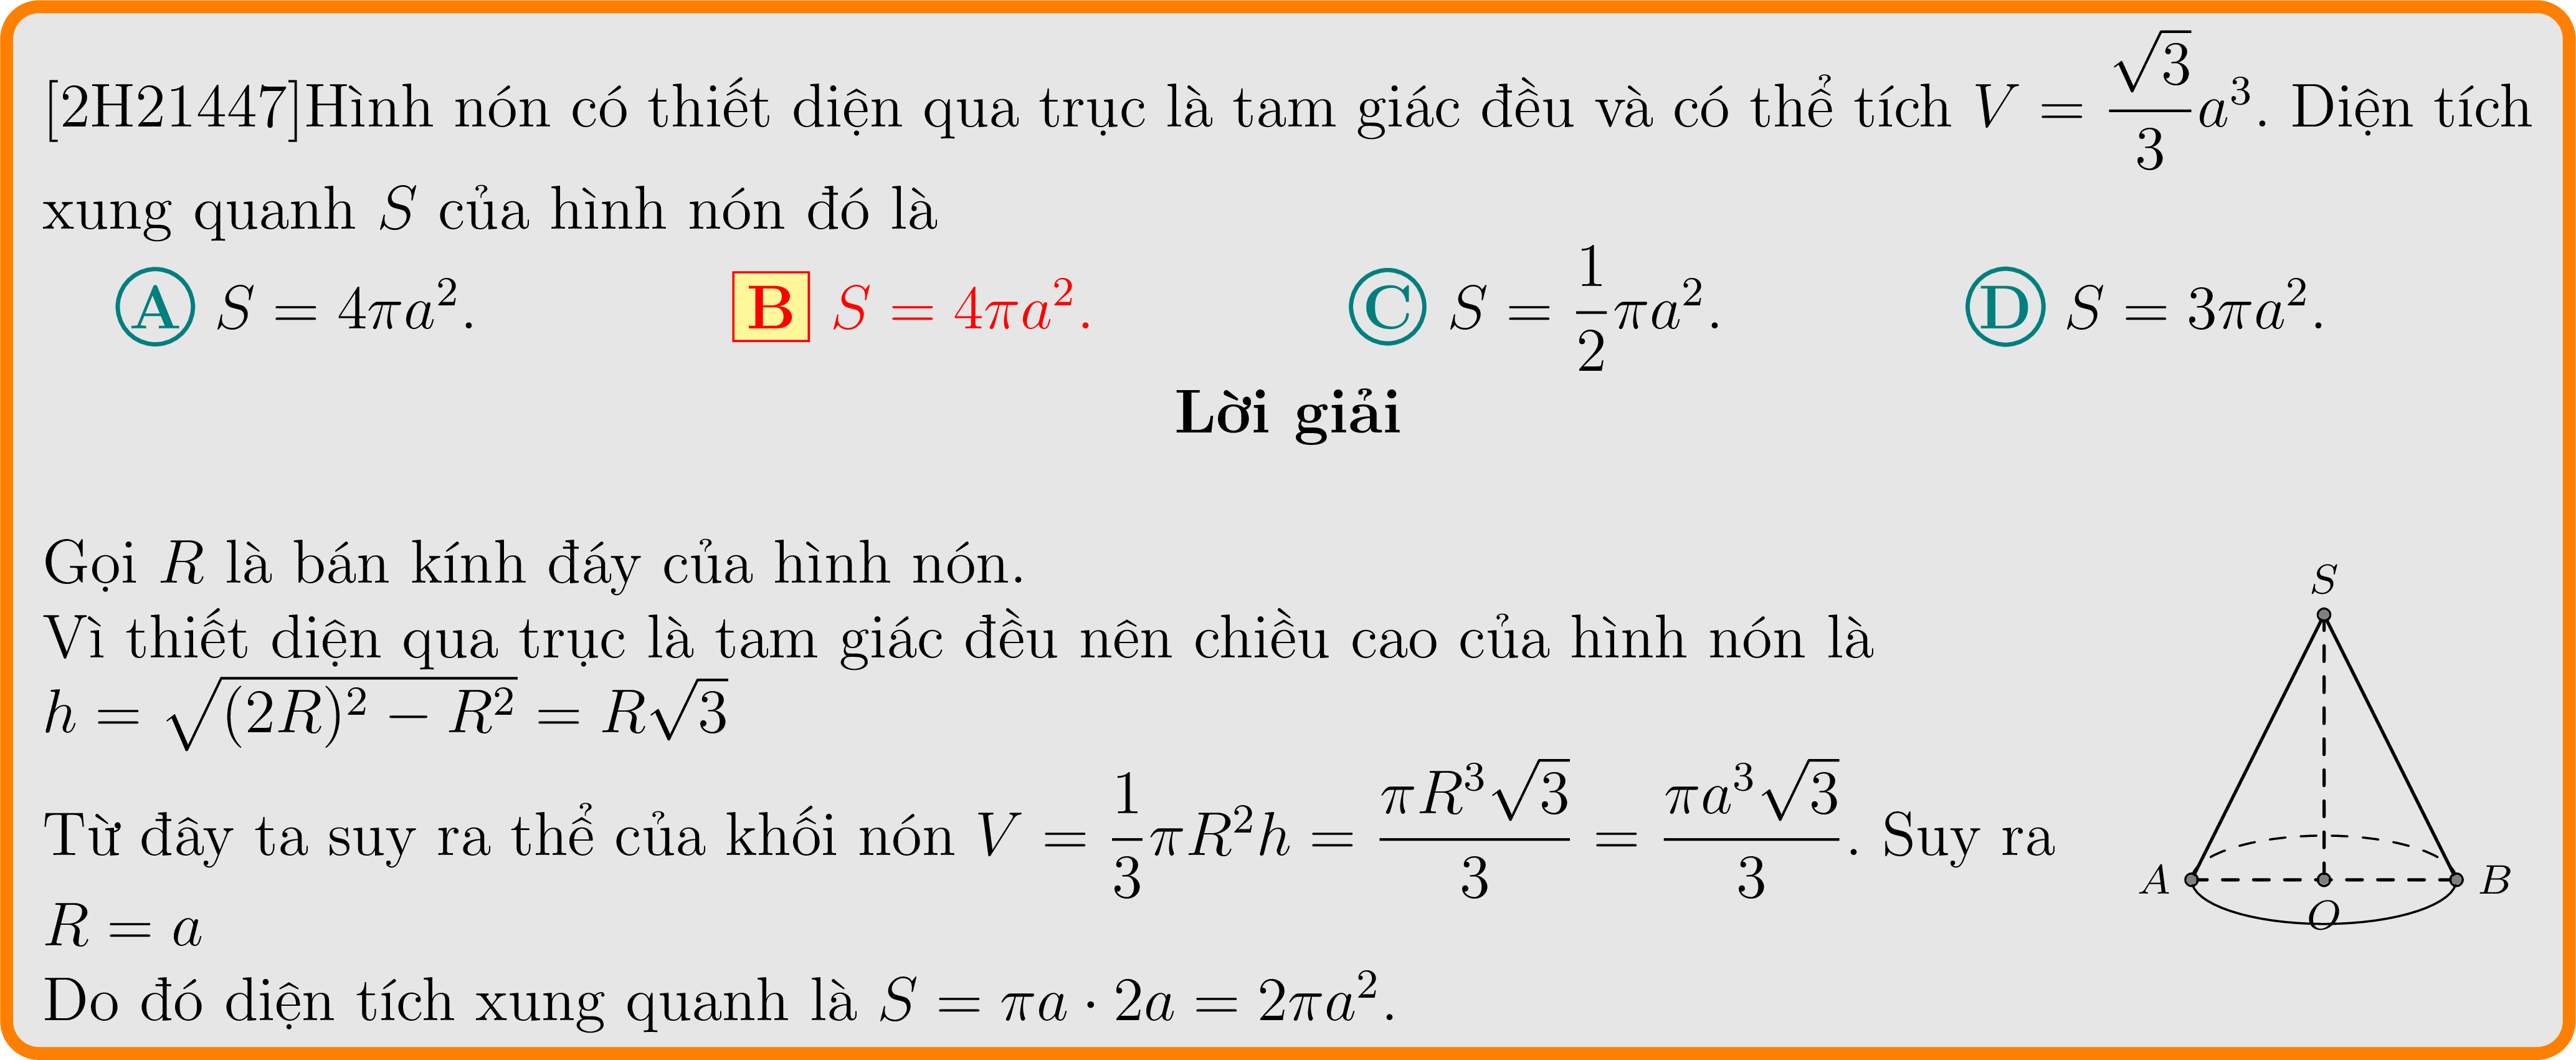 [2H21447]Hình nón có thiết diện qua trục là tam giác đều và có thể tích $V = \dfrac{\sqrt{3}}{3}a^3$. Diện tích
xung quanh $S$ của hình nón đó là
A $S = 4\pi a^2$. B $S = 4\pi a^2$. C $S = \dfrac{1}{2}\pi a^2$. D $S = 3\pi a^2$.
Lời giải
Gọi $R$ là bán kính đáy của hình nón.
Vì thiết diện qua trục là tam giác đều nên chiều cao của hình nón là
$h = \sqrt{(2R)^2 - R^2} = R\sqrt{3}$
Từ đây ta suy ra thể của khối nón $V = \dfrac{1}{3}\pi R^2 h = \dfrac{\pi R^3\sqrt{3}}{3} = \dfrac{\pi a^3\sqrt{3}}{3}$. Suy ra
$R = a$
Do đó diện tích xung quanh là $S = \pi a \cdot 2a = 2\pi a^2$.
S
A
B
O